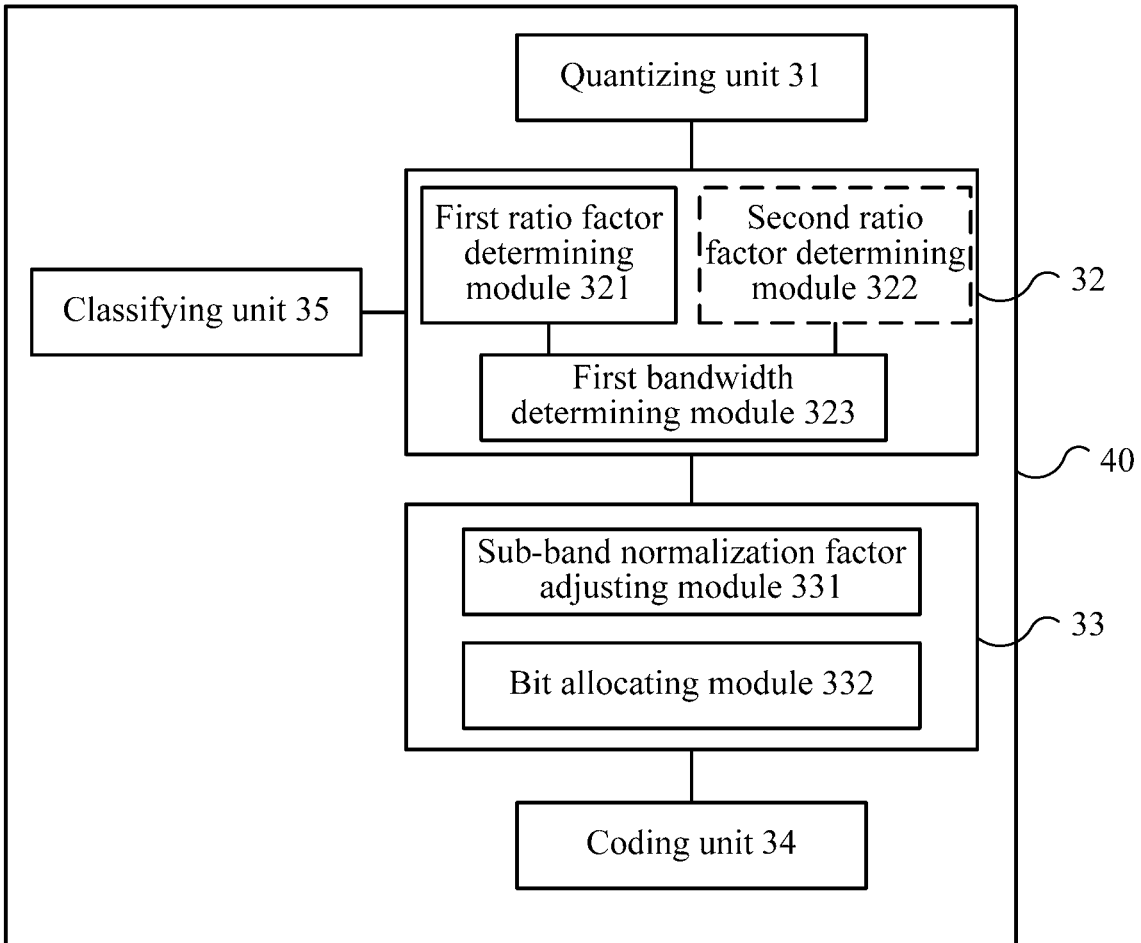 Quantizing unit 31
First ratio factor
determining
module 321
Second ratio
factor determining
module 322
32
Classifying unit 35
First bandwidth
determining module 323
40
Sub-band normalization factor
adjusting module 331
33
Bit allocating module 332
Coding unit 34